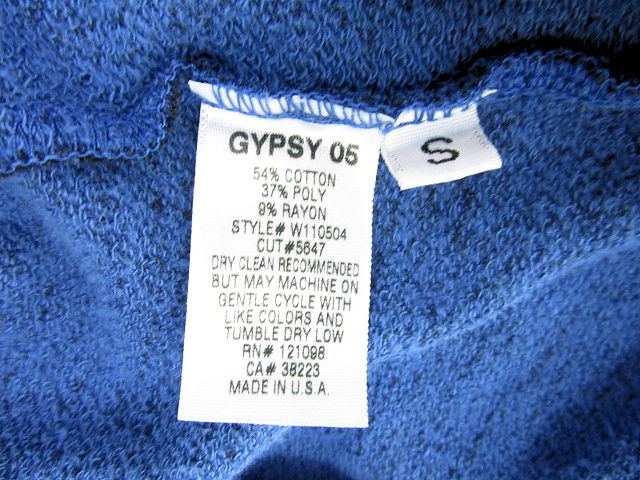 GYPSY 05
54% COTTON
37% POLY
9% RAYON
STYLE# W110504
CUT#5647
DRY CLEAN RECOMMENDED
BUT MAY MACHINE ON
GENTLE CYCLE WITH
LIKE COLORS AND
TUMBLE DRY LOW
RN# 121098
CA# 38223
MADE IN U.S.A.
S